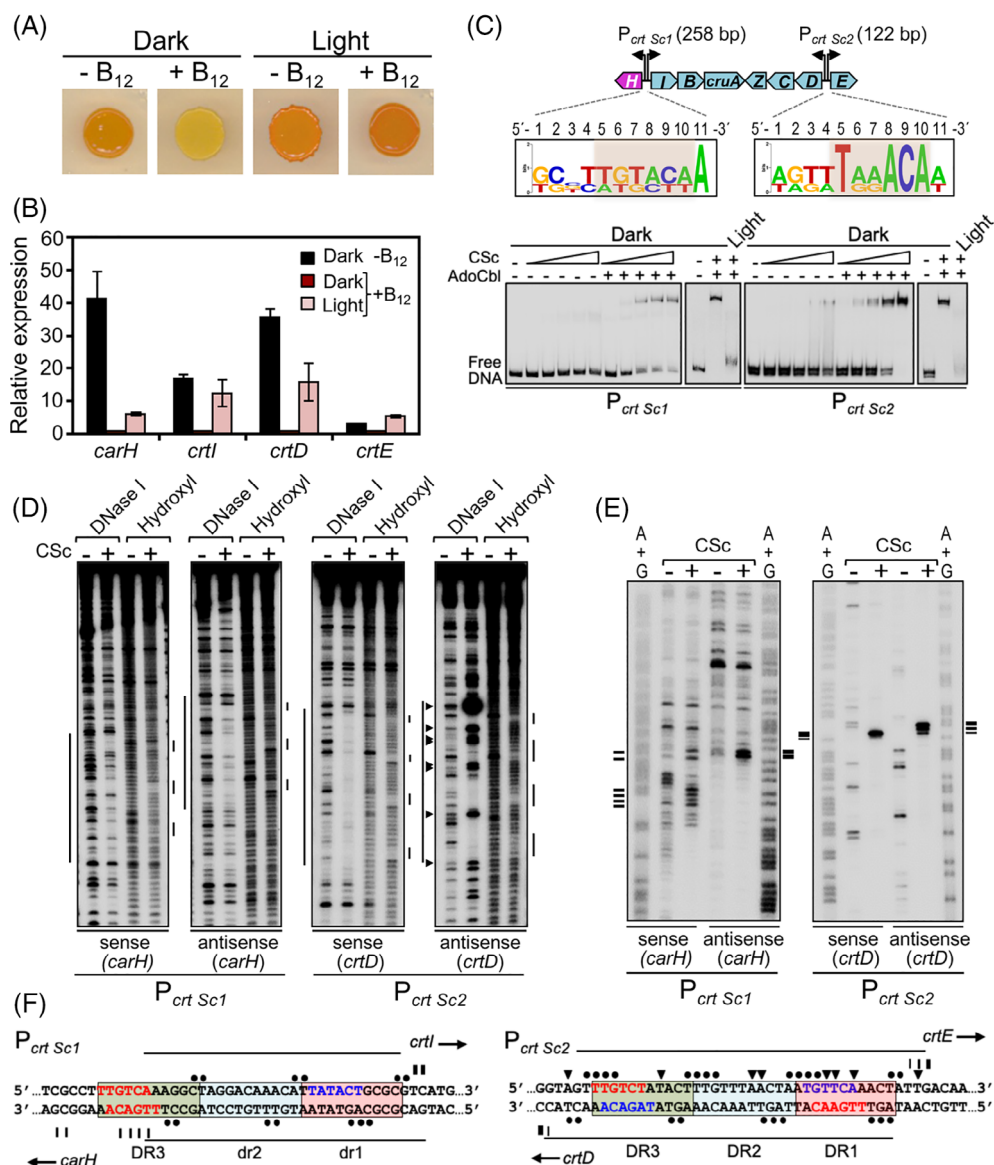 (A)
Dark Light
- B12 + B12 - B12 + B12
(B)
Relative expression
60
50
40
30
20
10
0
Dark -B12
Dark
Light
+B12
carH crtI crtD crtE
(C)
Pcrt Sc1 (258 bp) Pcrt Sc2 (122 bp)
H I B cruA Z C D E
5′- 1 2 3 4 5 6 7 8 9 10 11 -3′ 5′- 1 2 3 4 5 6 7 8 9 10 11 -3′
Dark Light Dark Light
CSc - - + + - - + +
AdoCbl + + + + + + + + + + + + + +
Free DNA
Pcrt Sc1 Pcrt Sc2
(D)
DNase I Hydroxyl DNase I Hydroxyl DNase I Hydroxyl DNase I Hydroxyl
CSc - + - + - + - + - + - + - + - +
sense (carH) antisense (carH) sense (crtD) antisense (crtD)
Pcrt Sc1 Pcrt Sc2
(E)
A + G CSc A + G A + G CSc A + G
- + - + - + - +
sense (carH) antisense (carH) sense (crtD) antisense (crtD)
Pcrt Sc1 Pcrt Sc2
(F)
Pcrt Sc1 crtI
5′...TCGCCTTTGTCAAAGGCTAGGACAAACATTATACTGCGCGTCATG...3′
3′...AGCGGAAACAGTTTCCGATCCTGTTTGTAATATGACGCGCAGTAC...5′
carH DR3 dr2 dr1
Pcrt Sc2 crtE
5′...GGTAGTTTGTCTATACTTTGTTTAACTAATGTTCAAACTATTGACAA...3′
3′...CCATCAAACAGATATGAAACAAATTGATTACAAGTTTGATAACTGTT...5′
crtD DR3 DR2 DR1